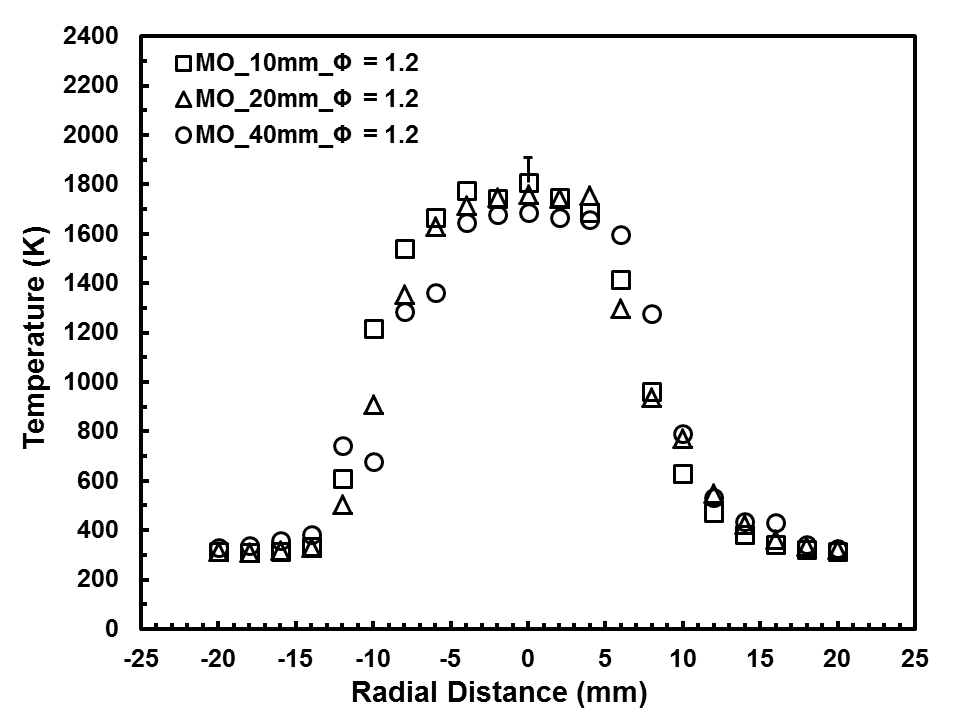 2400
2200
2000
1800
1600
1400
1200
1000
800
600
400
200
0
Temperature (K)
MO_10mm_Φ = 1.2
MO_20mm_Φ = 1.2
MO_40mm_Φ = 1.2
-25 -20 -15 -10 -5 0 5 10 15 20 25
Radial Distance (mm)